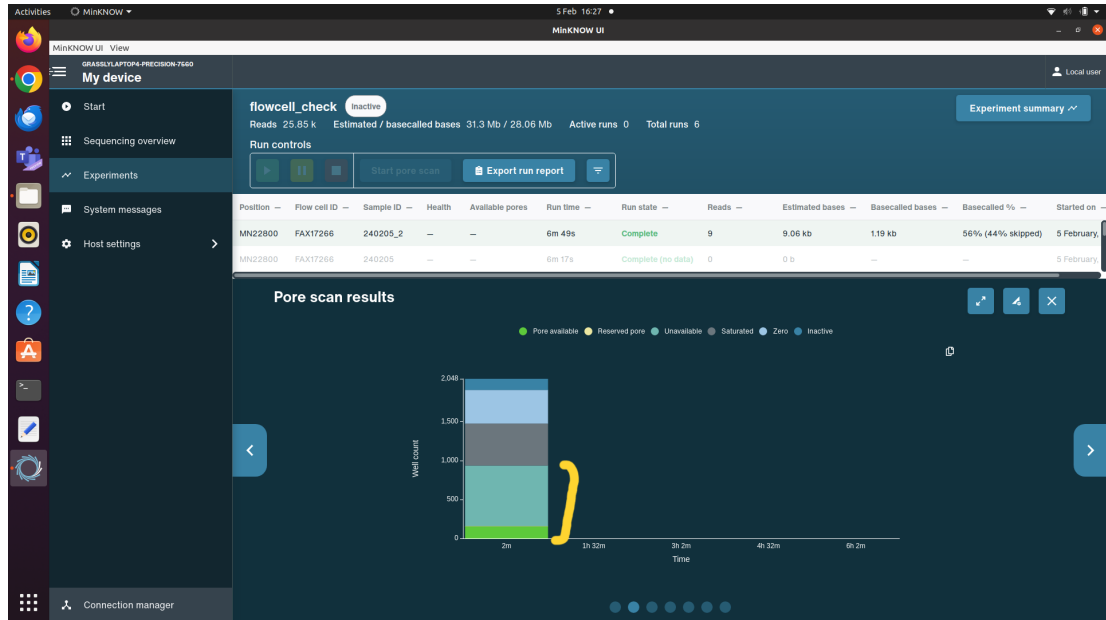 Activities MinKNOW 5 Feb 16:27
MinKNOW UI
MinKNOW UI View
GRASSLYLAPTOP4-PRECISION-7660
My device
Local user
Start
Sequencing overview
Experiments
System messages
Host settings
Connection manager
flowcell_check Inactive
Experiment summary
Reads 25.85 k Estimated / basecalled bases 31.3 Mb / 28.06 Mb Active runs 0 Total runs 6
Run controls
Start pore scan Export run report
Position – Flow cell ID – Sample ID – Health Available pores Run time – Run state – Reads – Estimated bases – Basecalled bases – Basecalled % – Started on –
MN22800 FAX17266 240205_2 – – 6m 49s Complete 9 9.06 kb 1.19 kb 56% (44% skipped) 5 February,
MN22800 FAX17266 240205 – – 6m 17s Complete (no data) 0 0 b – – 5 February,
Pore scan results
Pore available Reserved pore Unavailable Saturated Zero Inactive
2,048
1,500
1,000
500
0
Well count
2m 1h 32m 3h 2m 4h 32m 6h 2m
Time